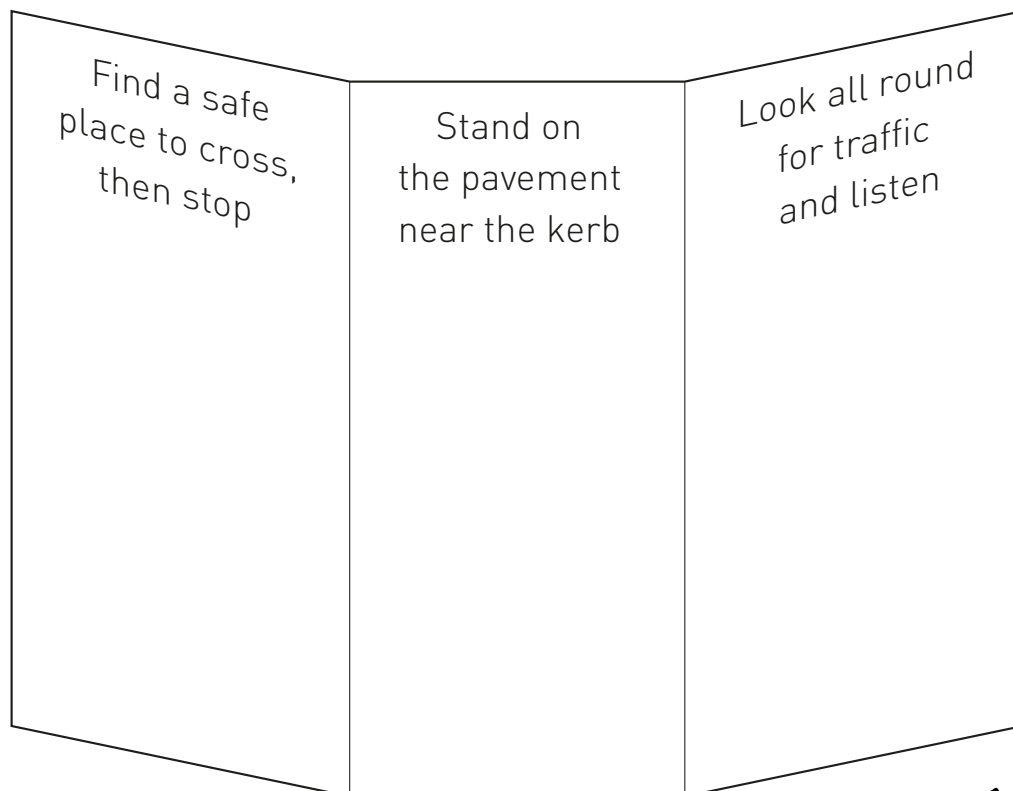 Find a safe
place to cross,
then stop
Stand on
the pavement
near the kerb
Look all round
for traffic
and listen